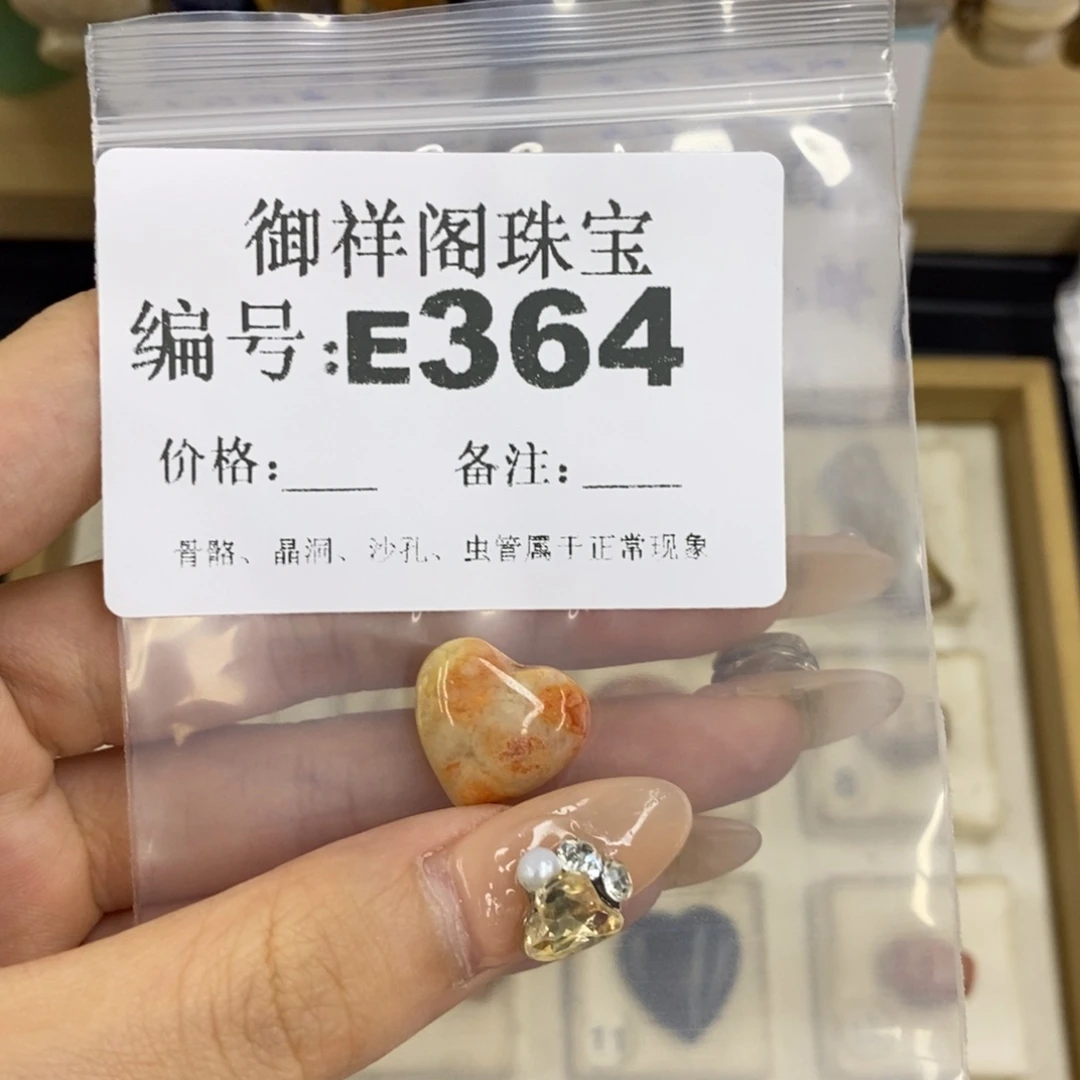 御祥阁珠宝
编号:E364
价格:____ 备注:____
骨骼、晶洞、沙孔、虫管属于正常现象